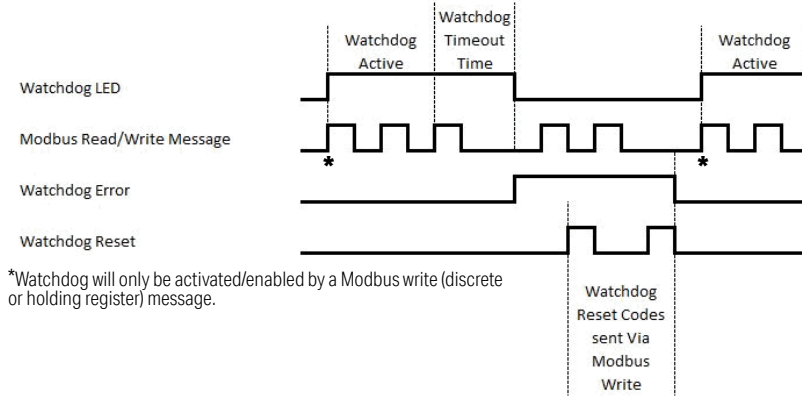 Watchdog
Timeout
Time
Watchdog
Active
Watchdog
Active
Watchdog LED
Modbus Read/Write Message
*
*
Watchdog Error
Watchdog Reset
*Watchdog will only be activated/enabled by a Modbus write (discrete
or holding register) message.
Watchdog
Reset Codes
sent Via
Modbus
Write